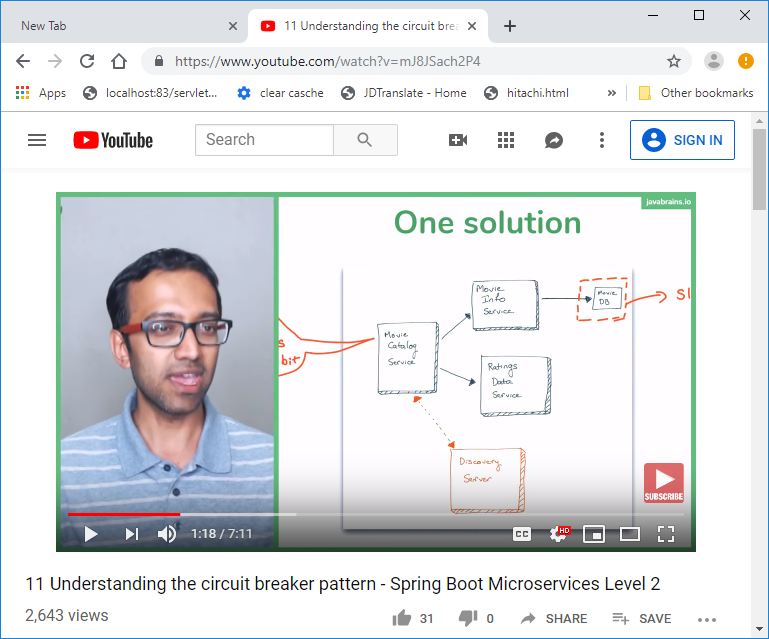 New Tab
11 Understanding the circuit brea
https://www.youtube.com/watch?v=mJ8JSach2P4
Apps
localhost:83/servlet...
clear casche
JDTranslate - Home
hitachi.html
»
Other bookmarks
YouTube
Search
SIGN IN
javabrains.io
One solution
Movie
Info
Service
Movie
DB
Sl
s
bit
Movie
Catalog
Service
Ratings
Data
Service
Discovery
Server
SUBSCRIBE
1:18 / 7:11
CC
HD
11 Understanding the circuit breaker pattern - Spring Boot Microservices Level 2
2,643 views
31
0
SHARE
SAVE